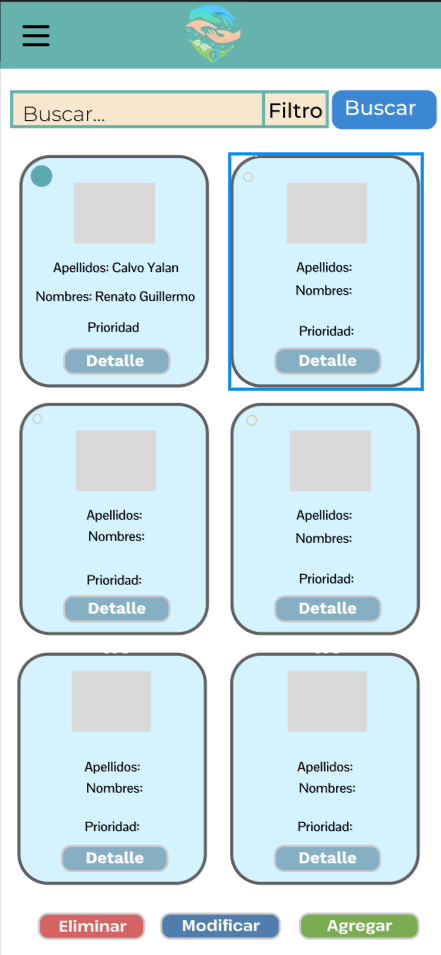 Buscar...
Filtro
Buscar
Apellidos: Calvo Yalan
Nombres: Renato Guillermo
Prioridad
Detalle
Apellidos:
Nombres:
Prioridad:
Detalle
Apellidos:
Nombres:
Prioridad:
Detalle
Apellidos:
Nombres:
Prioridad:
Detalle
Apellidos:
Nombres:
Prioridad:
Detalle
Apellidos:
Nombres:
Prioridad:
Detalle
Eliminar
Modificar
Agregar